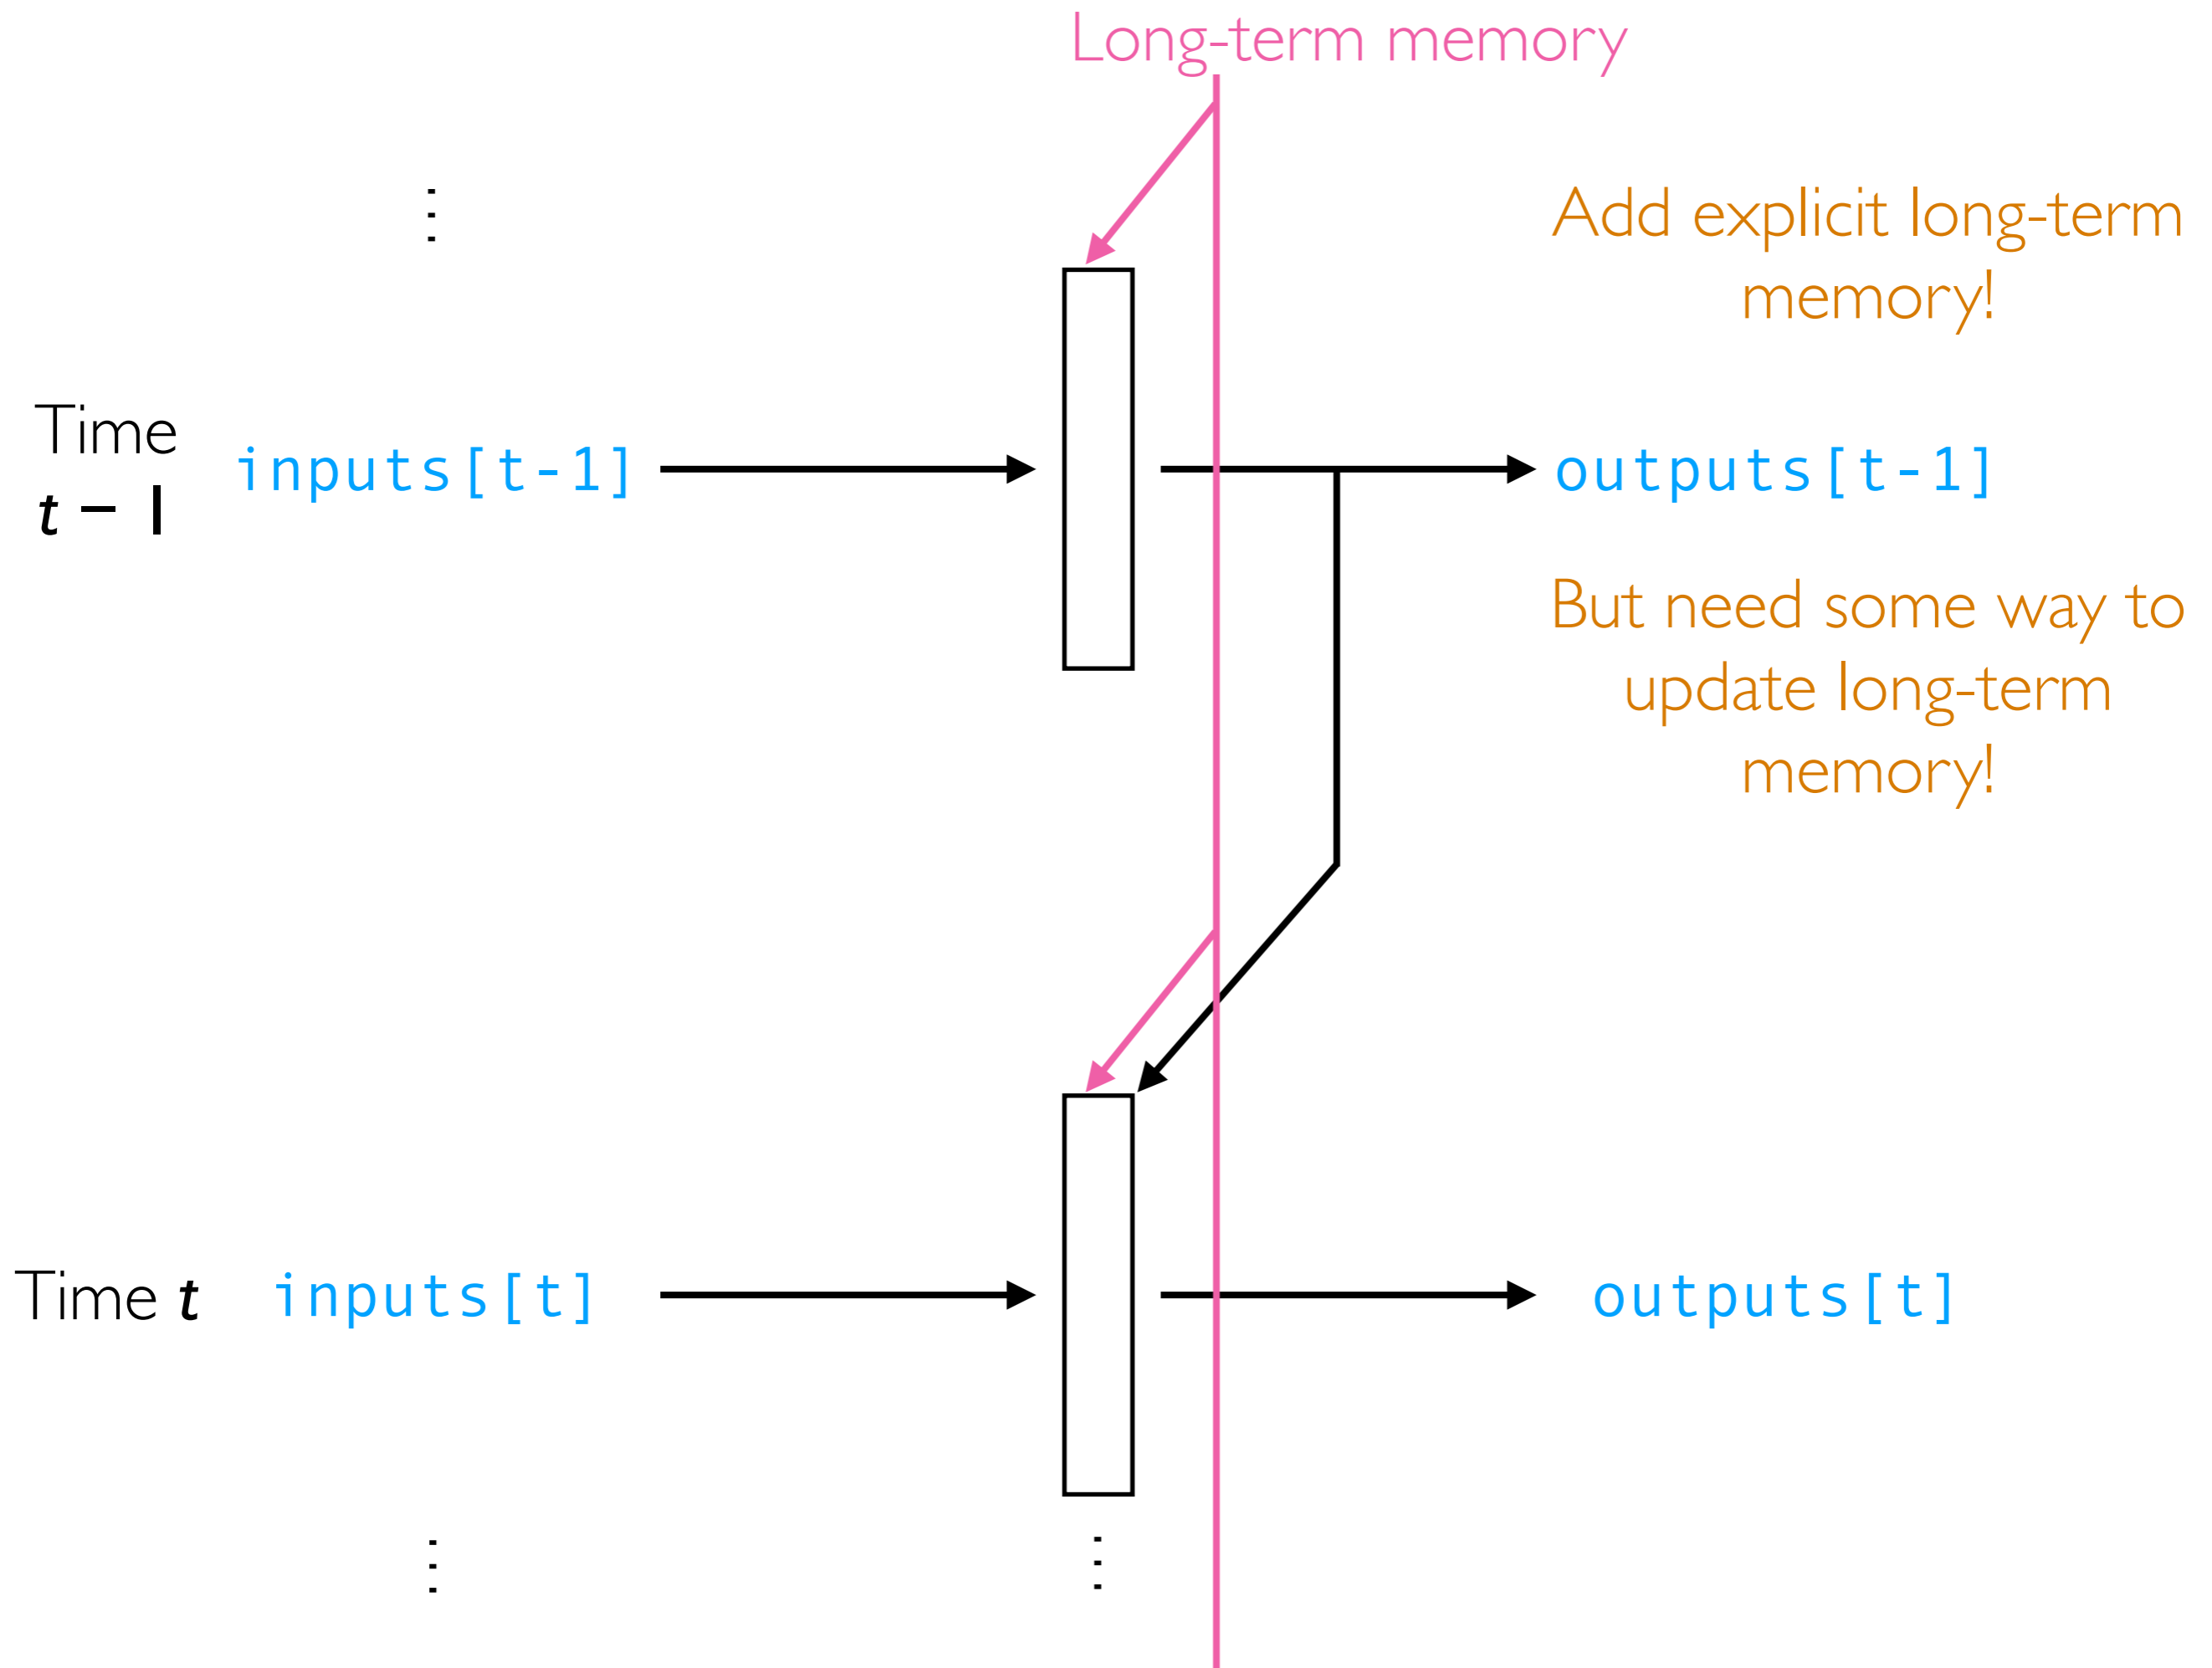 Long-term memory
Add explicit long-term
memory!
Time
t – 1
inputs[t-1]
outputs[t-1]
But need some way to
update long-term
memory!
Time t
inputs[t]
outputs[t]